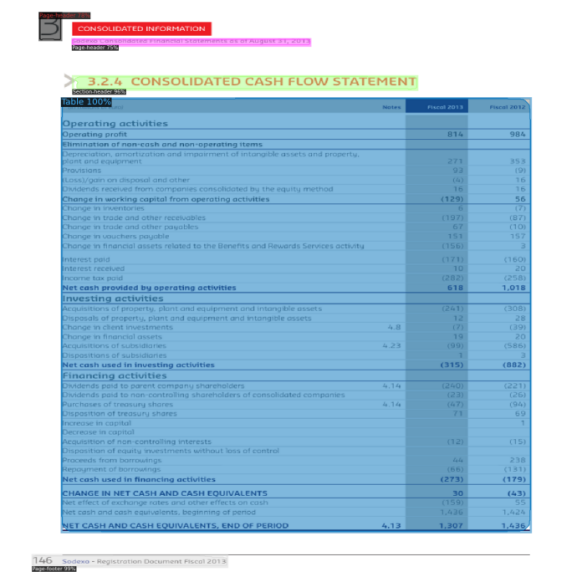 3
CONSOLIDATED INFORMATION
Page-header 75%
3.2.4 CONSOLIDATED CASH FLOW STATEMENT
Section-header 96%
Table 100%
Notes Fiscal 2013 Fiscal 2012
Operating activities
Operating profit 814 984
Elimination of non-cash and non-operating items
Depreciation, amortization and impairment of intangible assets and property,
plant and equipment 273 353
Provisions 93 (9)
(Loss)/gain on disposal and other (4) 16
Dividends received from companies consolidated by the equity method 16 16
Change in working capital from operating activities (129) 56
Change in inventories 6 (7)
Change in trade and other receivables (197) (87)
Change in trade and other payables 67 (10)
Change in vouchers payable 153 157
Change in financial assets related to the Benefits and Rewards Services activity (156) 3
Interest paid (171) (160)
Interest received 10 20
Income tax paid (282) (258)
Net cash provided by operating activities 618 1,018
Investing activities
Acquisitions of property, plant and equipment and intangible assets (241) (308)
Disposals of property, plant and equipment and intangible assets 12 28
Change in client investments 4.8 (7) (39)
Change in financial assets 19 20
Acquisitions of subsidiaries 4.23 (99) (586)
Dispositions of subsidiaries 1 3
Net cash used in investing activities (315) (882)
Financing activities
Dividends paid to parent company shareholders 4.14 (240) (221)
Dividends paid to non-controlling shareholders of consolidated companies (23) (26)
Purchases of treasury shares 4.14 (47) (94)
Disposition of treasury shares 71 69
Increase in capital 1
Decrease in capital
Acquisition of non-controlling interests (12) (15)
Disposition of equity investments without loss of control
Proceeds from borrowings 44 238
Repayment of borrowings (66) (131)
Net cash used in financing activities (273) (179)
CHANGE IN NET CASH AND CASH EQUIVALENTS 30 (43)
Net effect of exchange rates and other effects on cash (159) 55
Net cash and cash equivalents, beginning of period 1,436 1,424
NET CASH AND CASH EQUIVALENTS, END OF PERIOD 4.13 1,307 1,436
146 Sodexo - Registration Document Fiscal 2013
Page-footer 99%